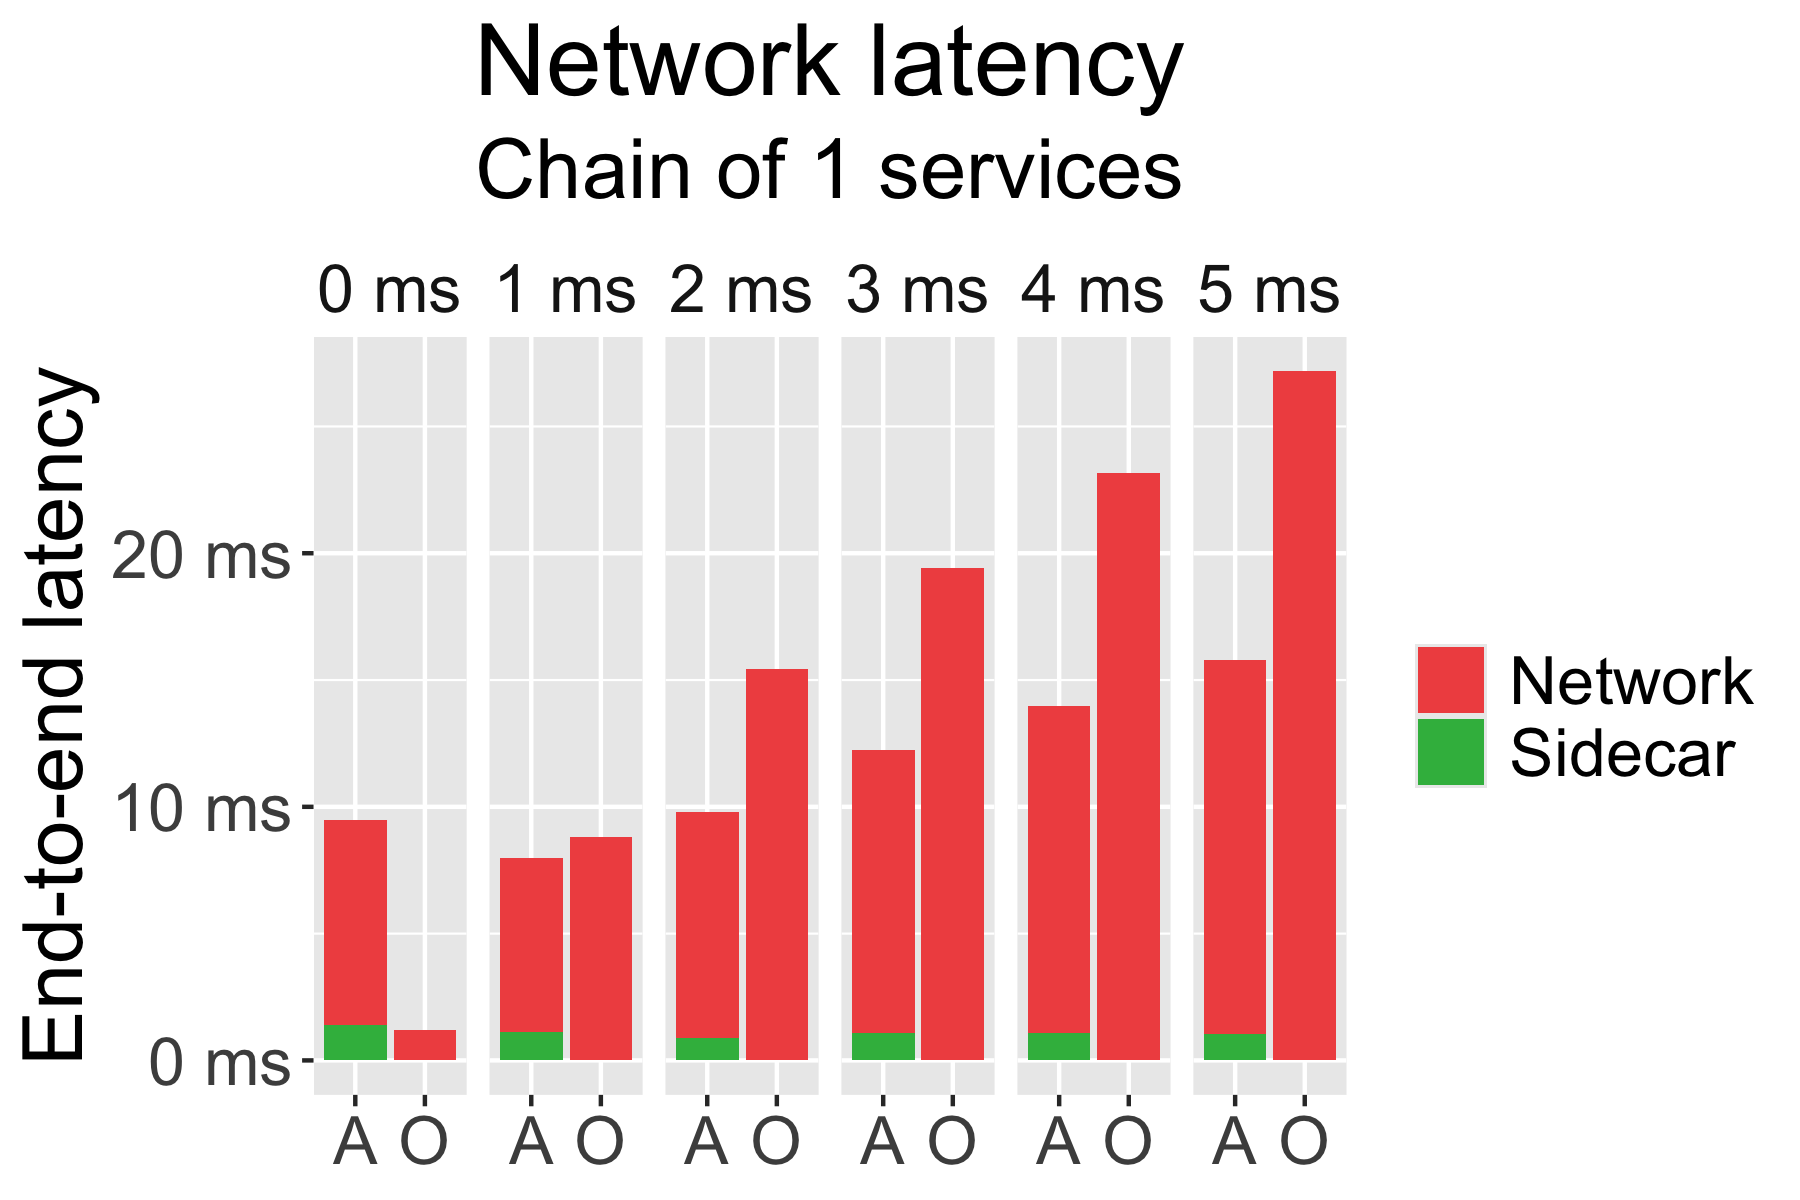 Network latency
Chain of 1 services
0 ms 1 ms 2 ms 3 ms 4 ms 5 ms
End-to-end latency
20 ms
10 ms
0 ms
A O A O A O A O A O A O
Network
Sidecar